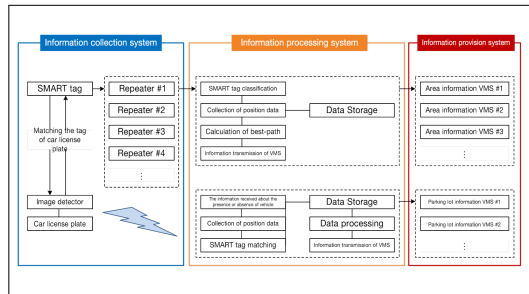 Information collection system
Information processing system
Information provision system
SMART tag
Matching the tag
of car license
plate
Image detector
Car license plate
Repeater #1
Repeater #2
Repeater #3
Repeater #4
⋮
SMART tag classification
Collection of position data
Calculation of best-path
Information transmission of VMS
Data Storage
The information received about the
presence or absence of vehicle
Collection of position data
SMART tag matching
Data Storage
Data processing
Information transmission of VMS
Area information VMS #1
Area information VMS #2
Area information VMS #3
⋮
Parking lot information VMS #1
Parking lot information VMS #2
⋮